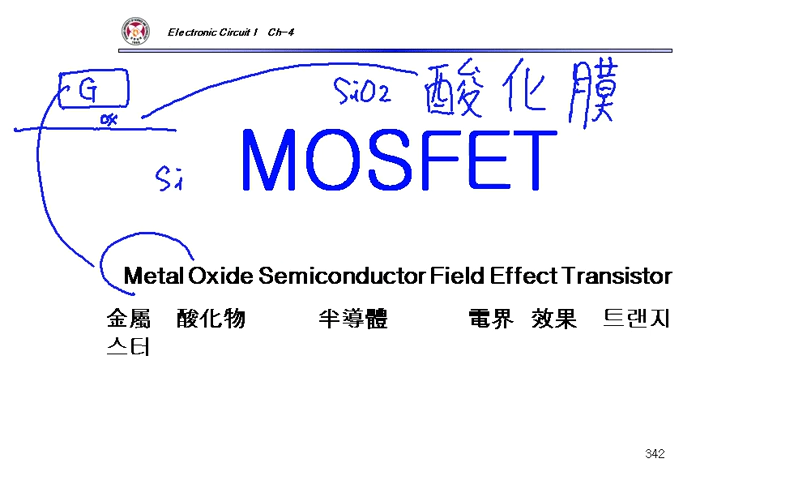 Electronic Circuit 1 Ch-4
G
SiO2 酸化膜
ox
MOSFET
Si
Metal Oxide Semiconductor Field Effect Transistor
金屬 酸化物 半導體 電界 效果 트랜지
스터
342